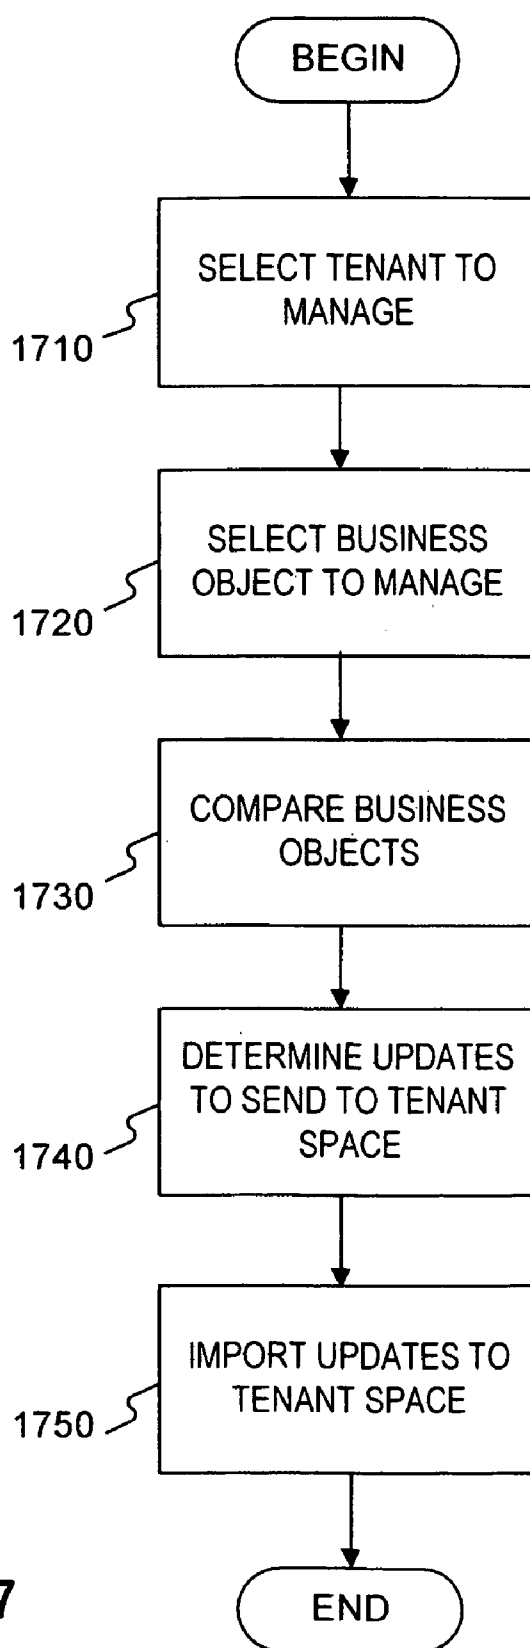 BEGIN
SELECT TENANT TO
MANAGE
1710
SELECT BUSINESS
OBJECT TO MANAGE
1720
COMPARE BUSINESS
OBJECTS
1730
DETERMINE UPDATES
TO SEND TO TENANT
SPACE
1740
IMPORT UPDATES TO
TENANT SPACE
1750
7
END